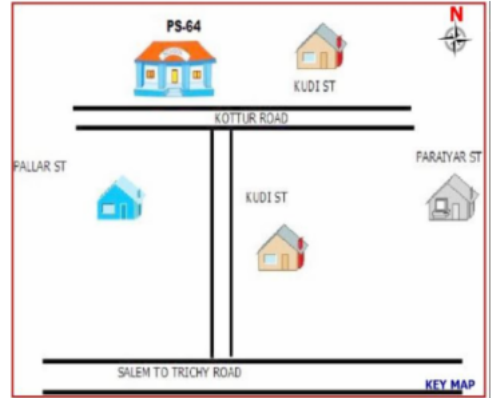 N
PS-64
KUDI ST
KOTTUR ROAD
PALLAR ST
PARAIYAR ST
KUDI ST
SALEM TO TRICHY ROAD
KEY MAP